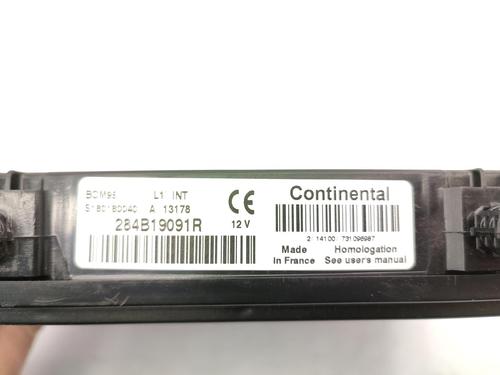 BCM95 L1 INT
S180180040 A 13178
284B19091R 12 V
CE
Continental
2 14100 731096987
Made in France
Homologation
See users manual